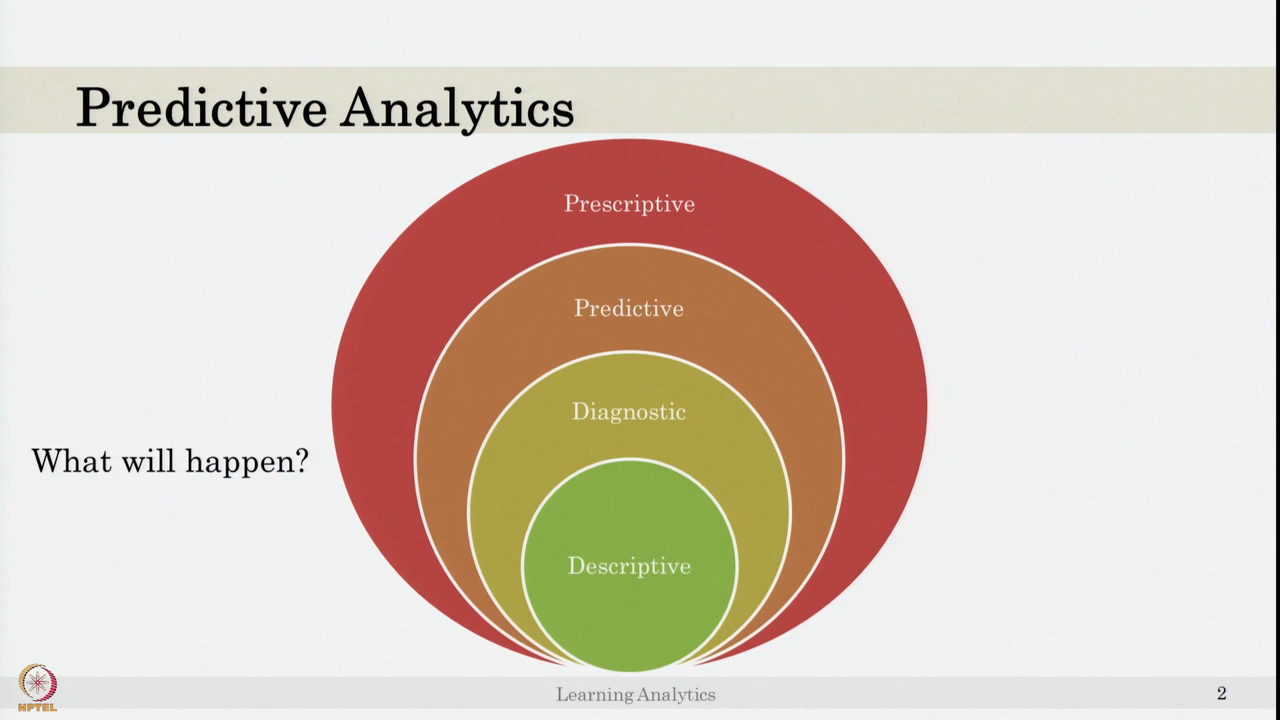 Predictive Analytics
Prescriptive
Predictive
Diagnostic
What will happen?
Descriptive
NPTEL
Learning Analytics
2